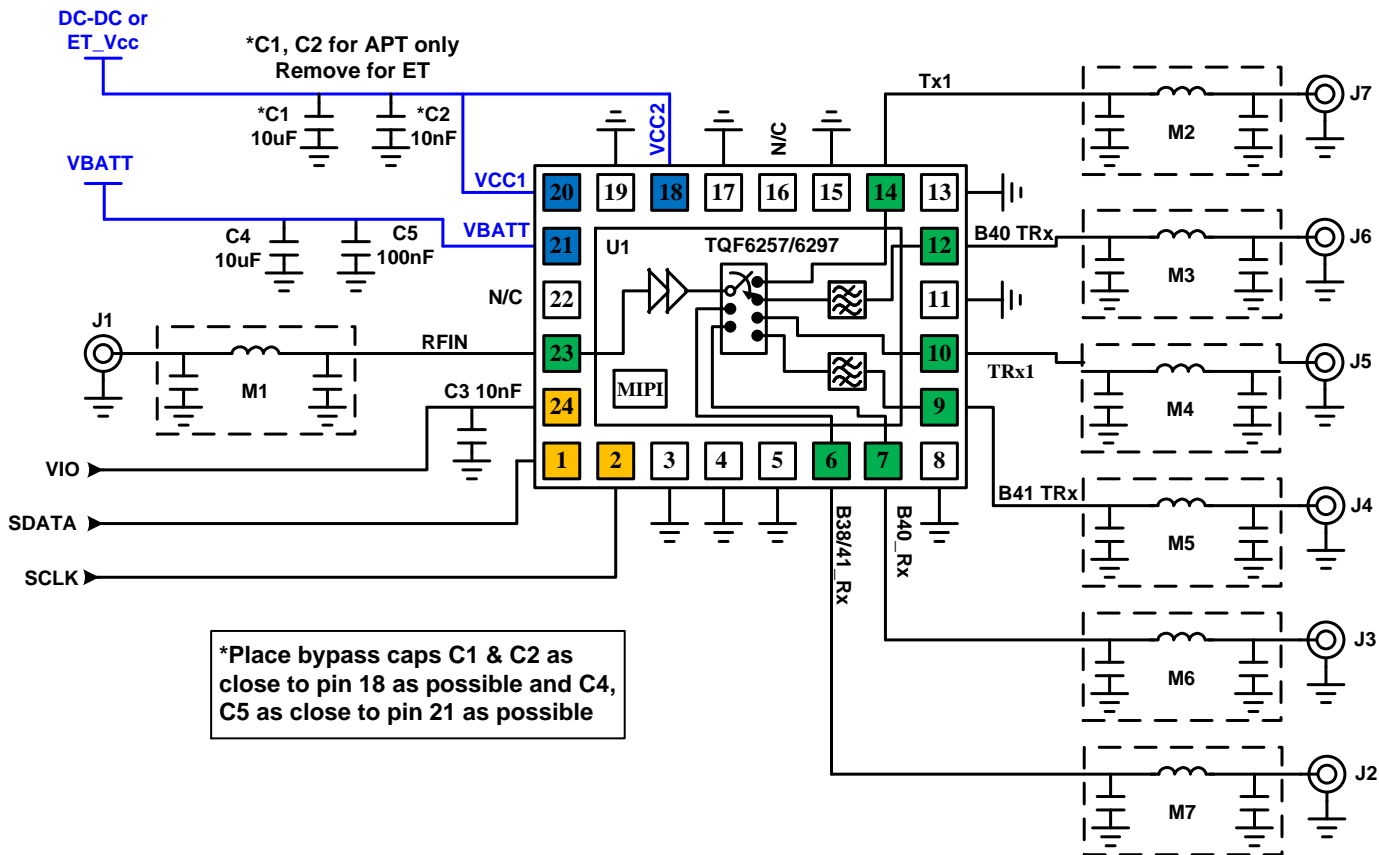 DC-DC or
ET_Vcc
*C1, C2 for APT only
Remove for ET
*C1
10uF
*C2
10nF
VBATT
VCC1
VCC2
N/C
Tx1
M2
J7
20
19
18
17
16
15
14
13
C4
10uF
C5
100nF
VBATT
21
U1
TQF6257/6297
12
B40 TRx
M3
J6
N/C
22
11
J1
M1
RFIN
23
10
TRx1
M4
J5
MIPI
C3 10nF
24
9
B41 TRx
M5
J4
VIO
1
2
3
4
5
6
7
8
SDATA
SCLK
B38/41_Rx
B40_Rx
M6
J3
*Place bypass caps C1 & C2 as
close to pin 18 as possible and C4,
C5 as close to pin 21 as possible
M7
J2